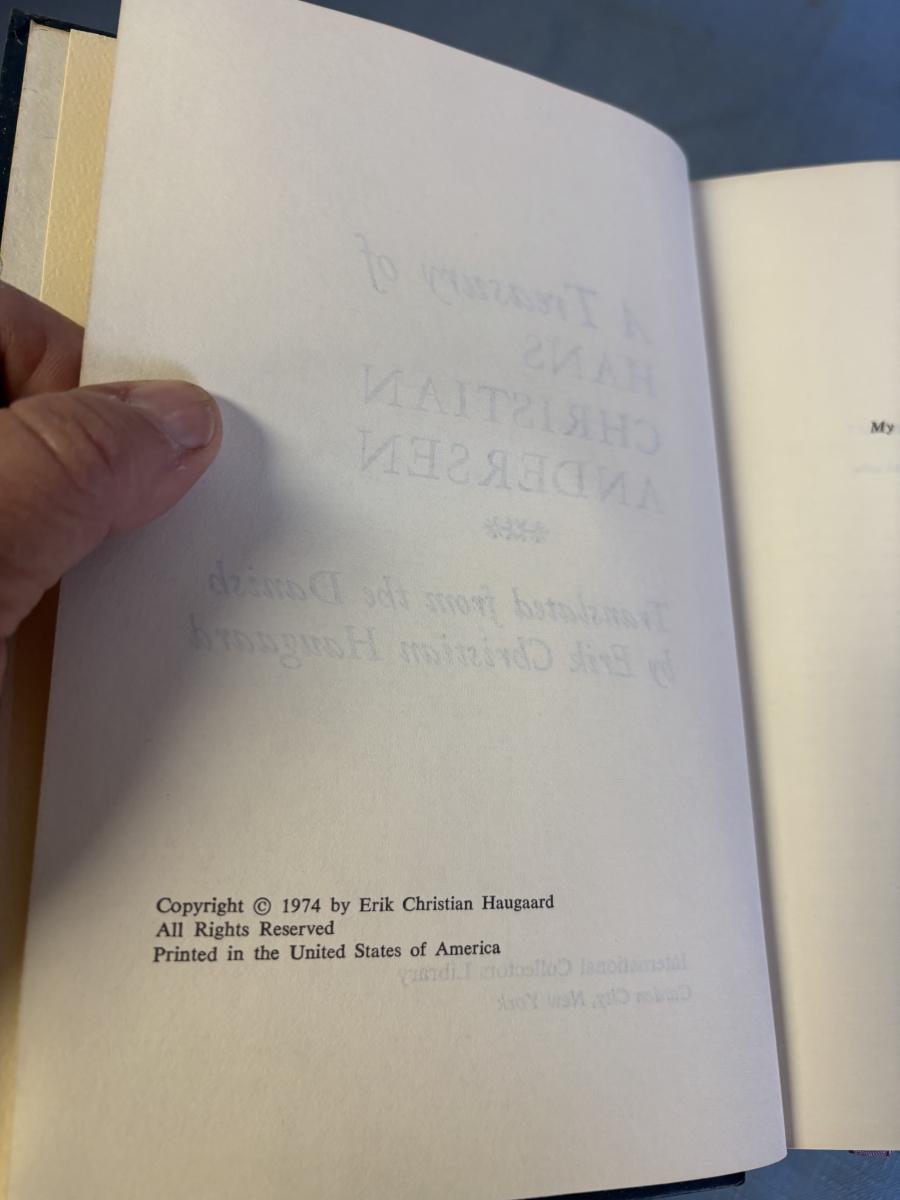 A Treasury of
HANS
CHRISTIAN
ANDERSEN
Translated from the Danish
by Erik Christian Haugaard
My
Copyright © 1974 by Erik Christian Haugaard
All Rights Reserved
Printed in the United States of America
International Collectors Library
Garden City, New York